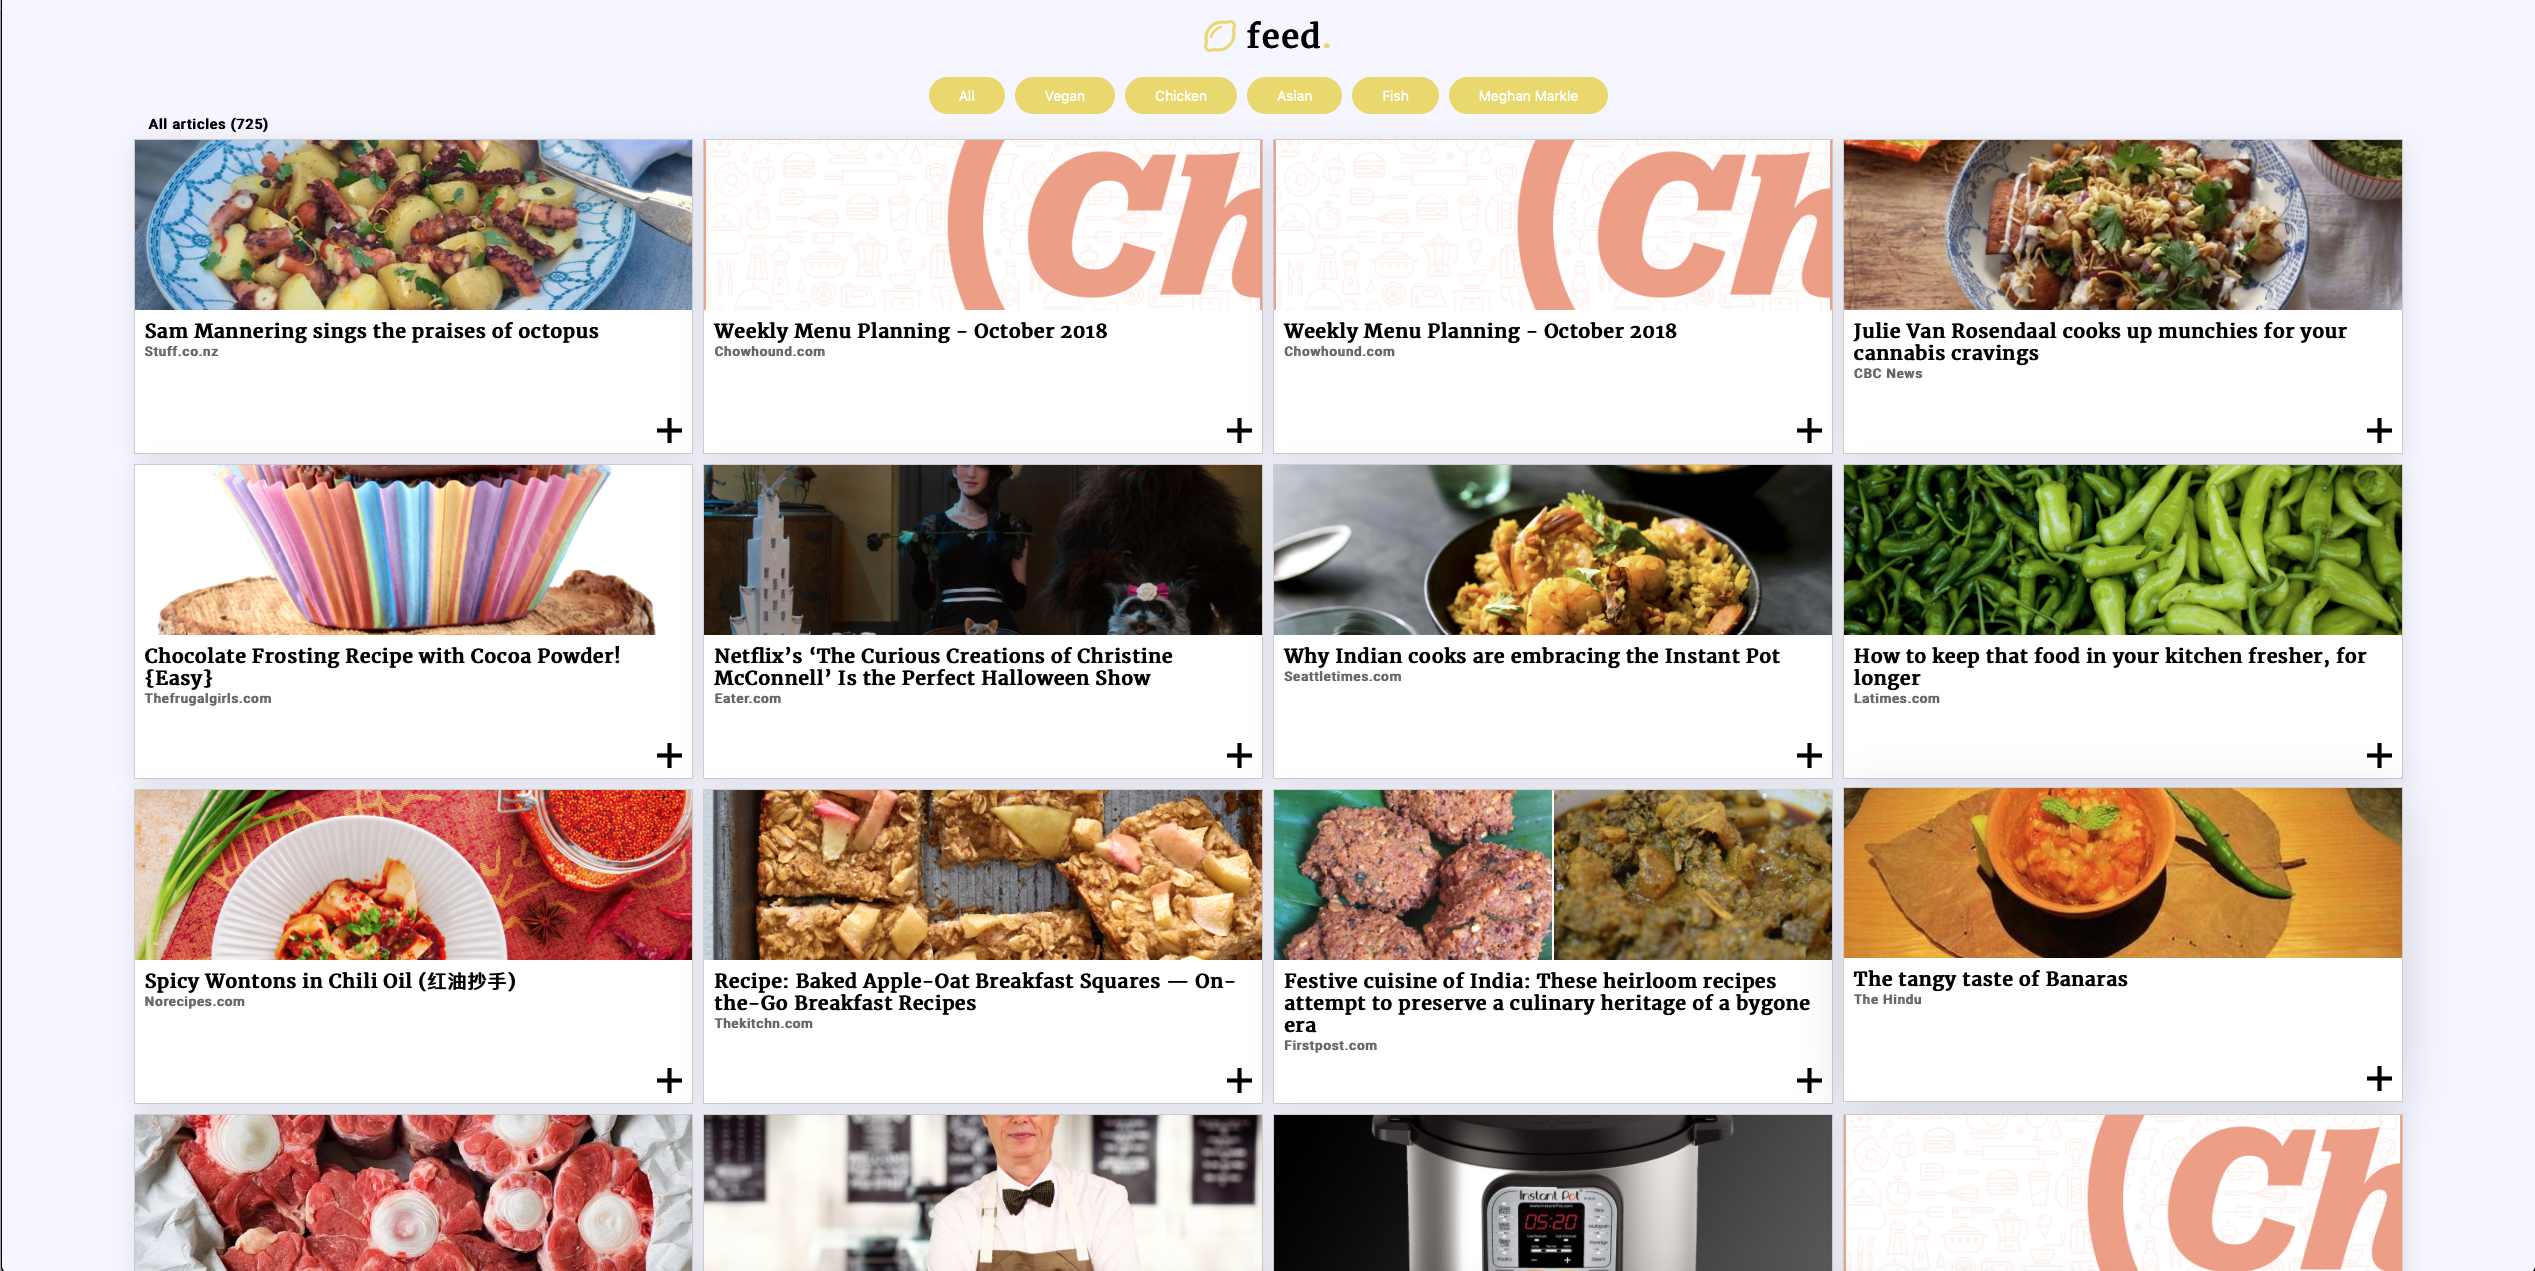 feed.
All
Vegan
Chicken
Asian
Fish
Meghan Markle
All articles (725)
(Ch
(Ch
Sam Mannering sings the praises of octopus
Stuff.co.nz
Weekly Menu Planning - October 2018
Chowhound.com
Weekly Menu Planning - October 2018
Chowhound.com
Julie Van Rosendaal cooks up munchies for your
cannabis cravings
CBC News
Chocolate Frosting Recipe with Cocoa Powder!
{Easy}
Thefrugalgirls.com
Netflix’s ‘The Curious Creations of Christine
McConnell’ Is the Perfect Halloween Show
Eater.com
Why Indian cooks are embracing the Instant Pot
Seattletimes.com
How to keep that food in your kitchen fresher, for
longer
Latimes.com
Spicy Wontons in Chili Oil (红油抄手)
Norecipes.com
Recipe: Baked Apple-Oat Breakfast Squares — On-
the-Go Breakfast Recipes
Thekitchn.com
Festive cuisine of India: These heirloom recipes
attempt to preserve a culinary heritage of a bygone
era
Firstpost.com
The tangy taste of Banaras
The Hindu
Instant Pot
05:20
(Ch